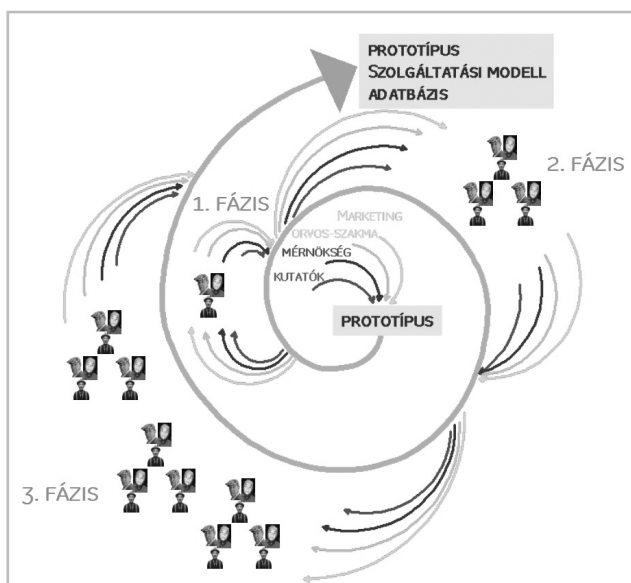 PROTOTÍPUS
SZOLGÁLTATÁSI MODELL
ADATBÁZIS
2. FÁZIS
1. FÁZIS
MARKETING
ORVOS-SZAKMA
MÉRNÖKSÉG
KUTATÓK
PROTOTÍPUS
3. FÁZIS